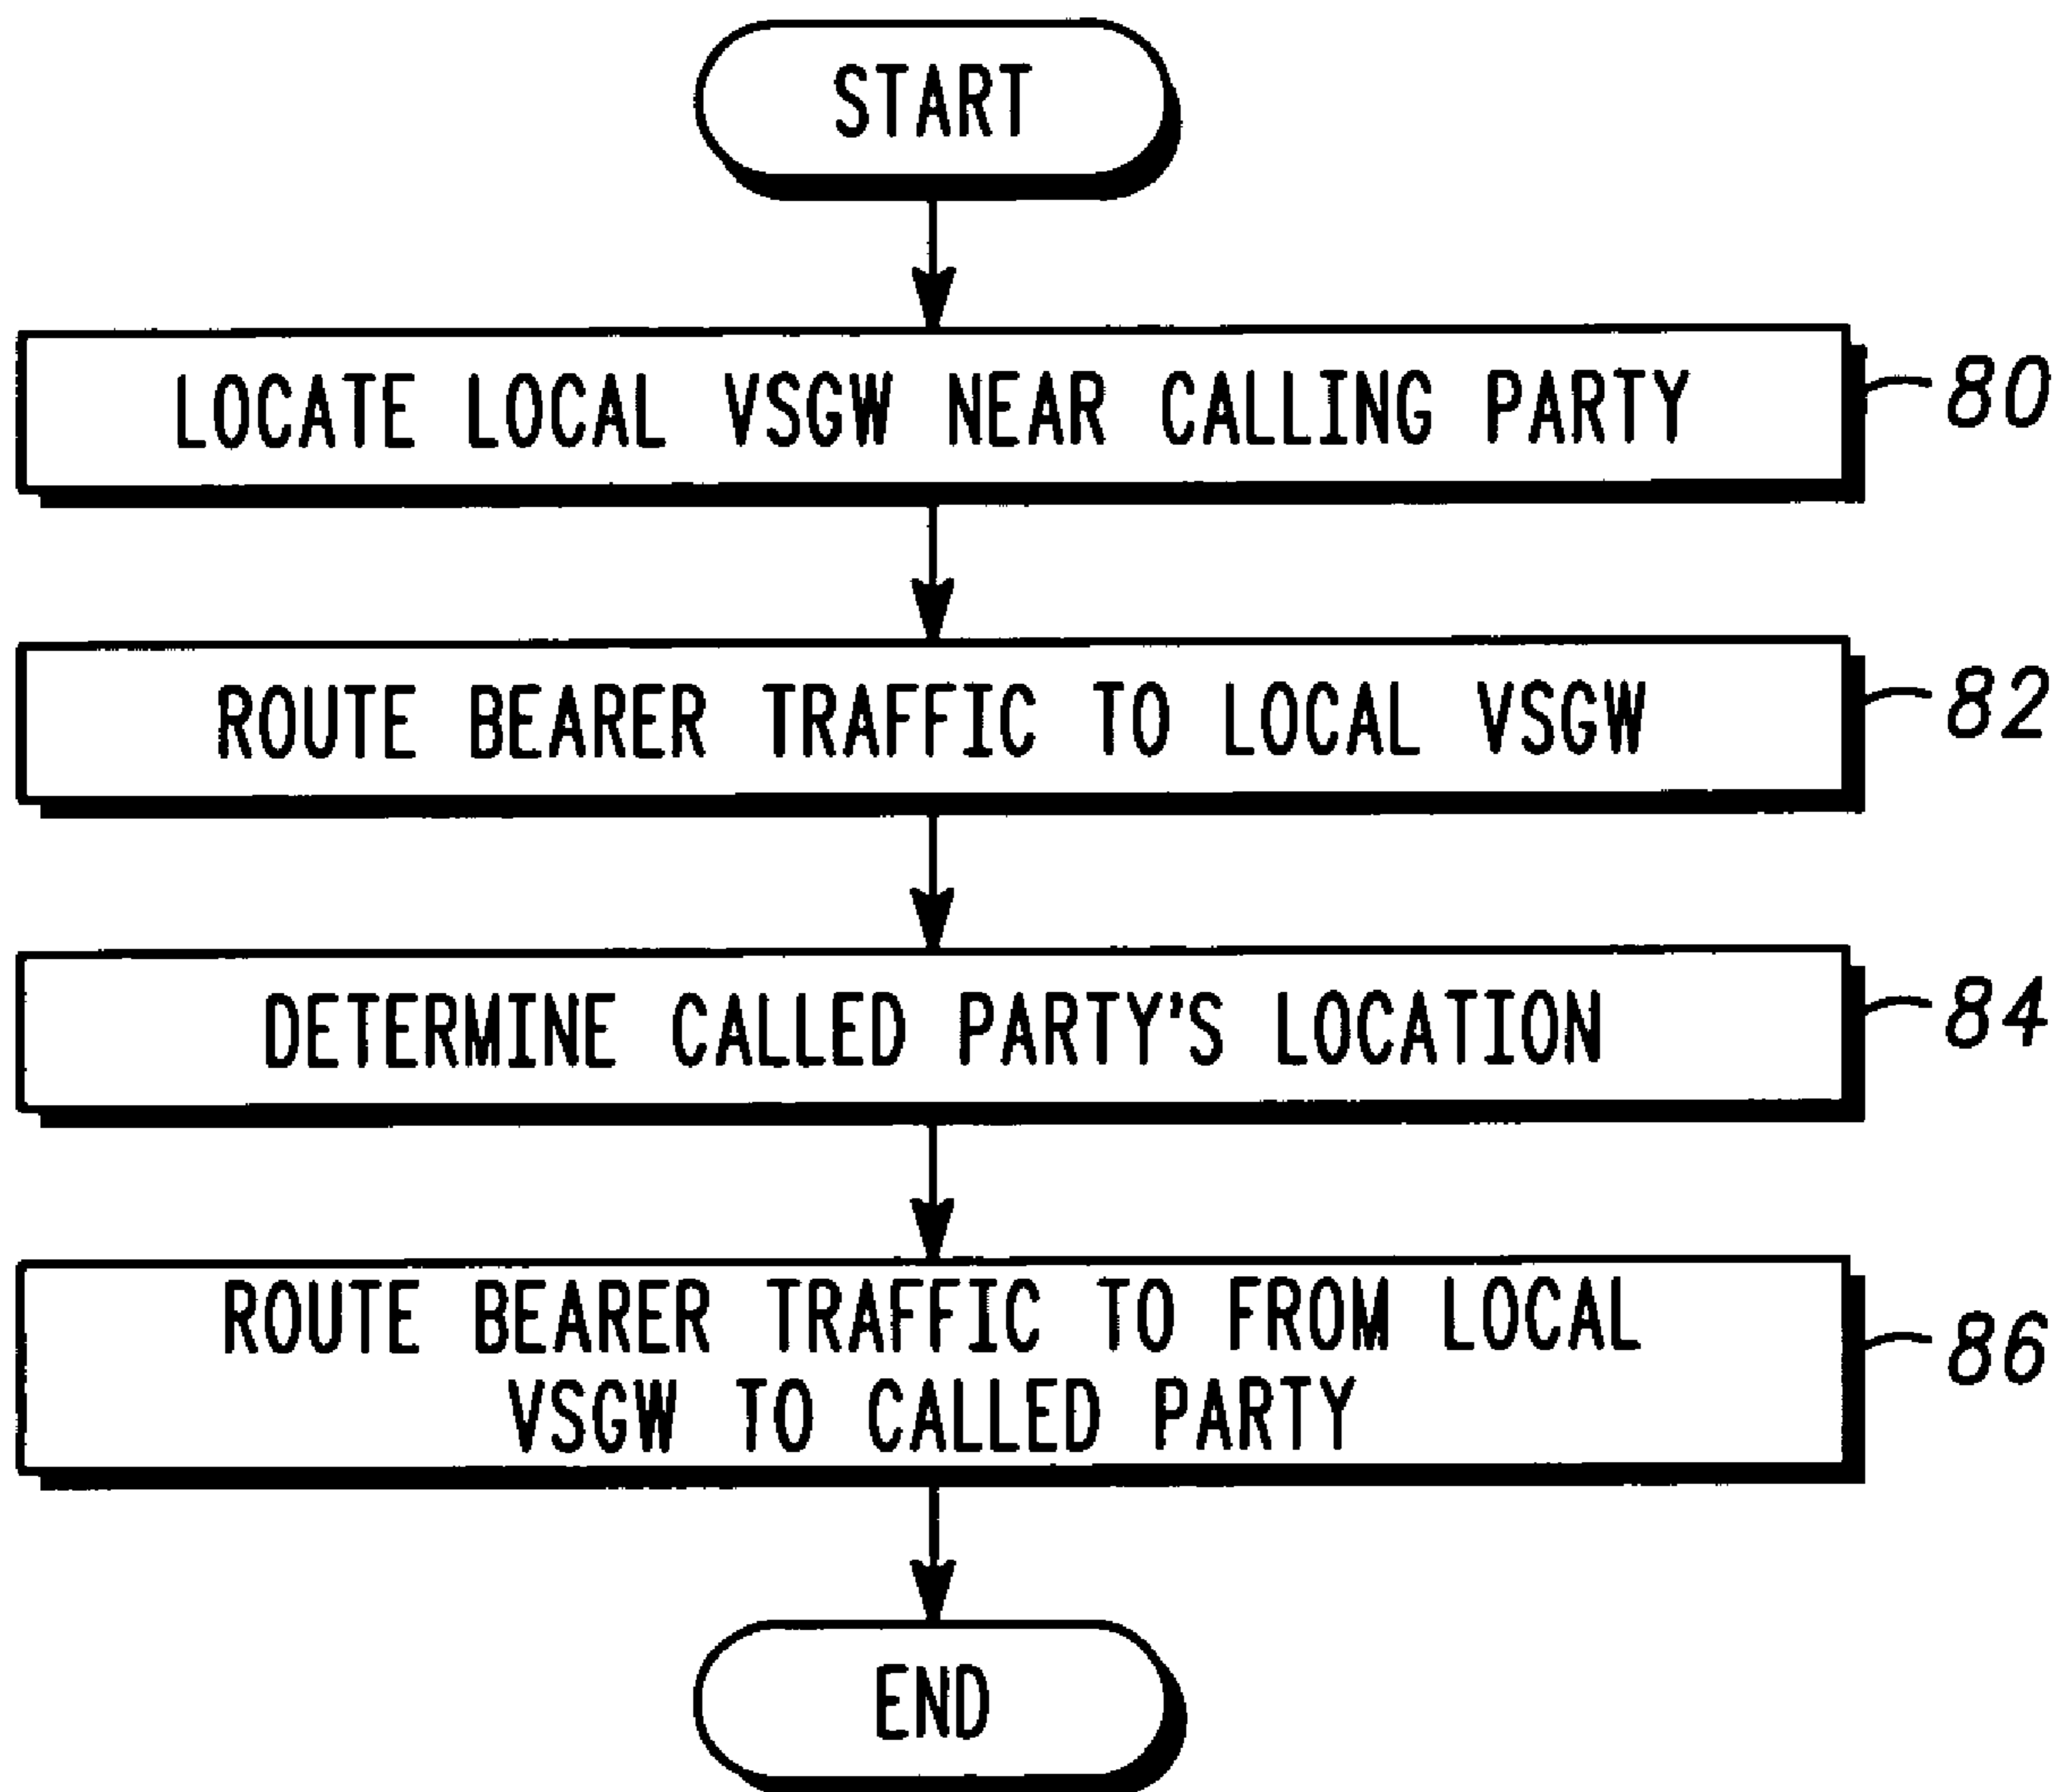 START
LOCATE LOCAL VSGW NEAR CALLING PARTY
80
ROUTE BEARER TRAFFIC TO LOCAL VSGW
82
DETERMINE CALLED PARTY'S LOCATION
84
ROUTE BEARER TRAFFIC TO FROM LOCAL
VSGW TO CALLED PARTY
86
END